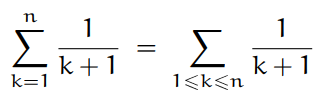 n
∑ 1/(k+1) = ∑ 1/(k+1)
k=1 1⩽k⩽n